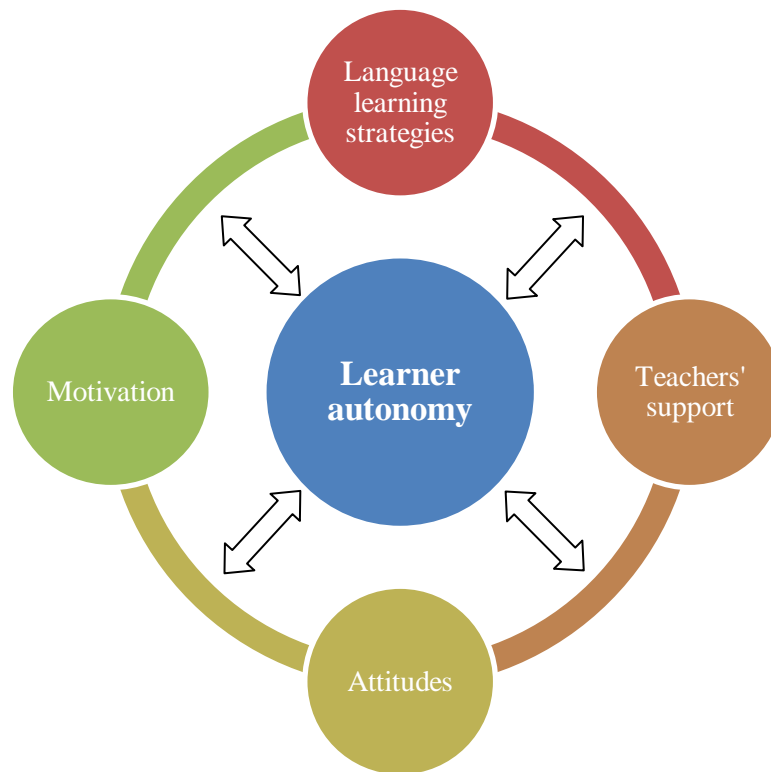 Language
learning
strategies
Motivation
Learner
autonomy
Teachers'
support
Attitudes